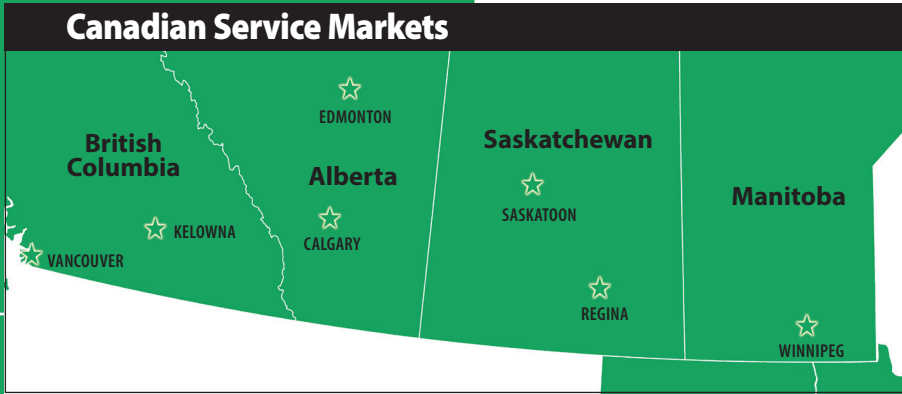 Canadian Service Markets
EDMONTON
British
Columbia
Saskatchewan
Alberta
Manitoba
SASKATOON
KELOWNA
CALGARY
VANCOUVER
REGINA
WINNIPEG